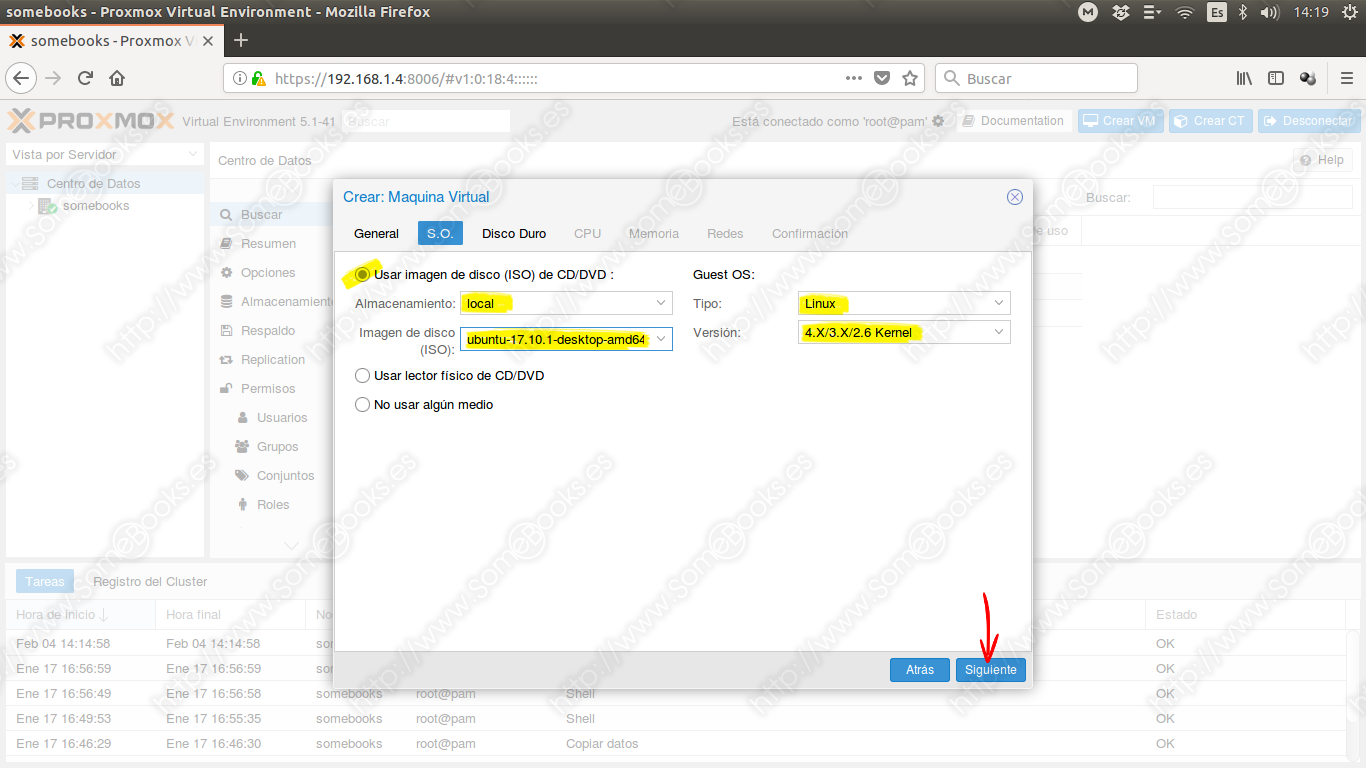 somebooks - Proxmox Virtual Environment - Mozilla Firefox
Es
14:19
somebooks - Proxmox V
https://192.168.1.4:8006/#v1:0:18:4::::::
Buscar
PROXMOX
Virtual Environment 5.1-41
Buscar
Está conectado como 'root@pam'
Documentation
Crear VM
Crear CT
Desconectar
Vista por Servidor
Centro de Datos
Help
Centro de Datos
somebooks
Buscar
Resumen
Opciones
Almacenamiento
Respaldo
Replication
Permisos
Usuarios
Grupos
Conjuntos
Roles
Buscar:
de uso
Crear: Maquina Virtual
General
S.O.
Disco Duro
CPU
Memoria
Redes
Confirmación
Usar imagen de disco (ISO) de CD/DVD :
Guest OS:
Almacenamiento:
local
Tipo:
Linux
Imagen de disco
(ISO):
ubuntu-17.10.1-desktop-amd64
Versión:
4.X/3.X/2.6 Kernel
Usar lector físico de CD/DVD
No usar algún medio
Atrás
Siguiente
Tareas
Registro del Cluster
Hora de Inicio
Hora final
No
Estado
Feb 04 14:14:58
Feb 04 14:14:58
so
OK
Ene 17 16:56:59
Ene 17 16:56:59
so
OK
Ene 17 16:56:49
Ene 17 16:56:58
somebooks
root@pam
Shell
OK
Ene 17 16:49:53
Ene 17 16:55:35
somebooks
root@pam
Shell
OK
Ene 17 16:46:29
Ene 17 16:46:30
somebooks
root@pam
Copiar datos
OK
http://www.SomeBooks.es